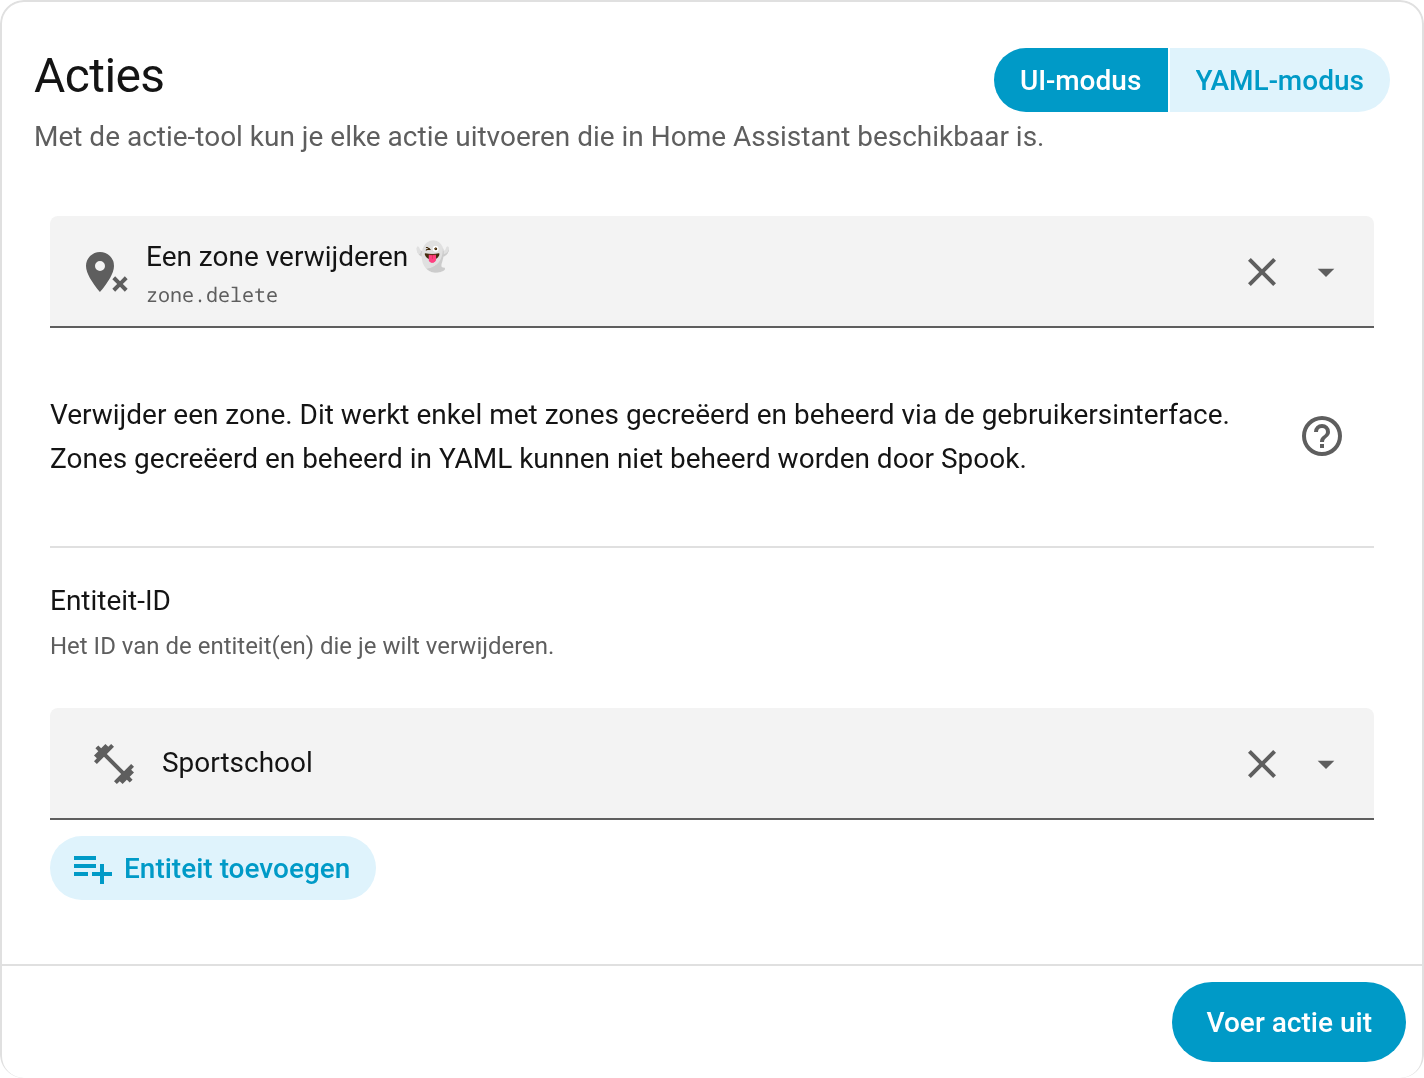 Acties
UI-modus
YAML-modus
Met de actie-tool kun je elke actie uitvoeren die in Home Assistant beschikbaar is.
Een zone verwijderen 👻
zone.delete
Verwijder een zone. Dit werkt enkel met zones gecreëerd en beheerd via de gebruikersinterface.
Zones gecreëerd en beheerd in YAML kunnen niet beheerd worden door Spook.
Entiteit-ID
Het ID van de entiteit(en) die je wilt verwijderen.
Sportschool
Entiteit toevoegen
Voer actie uit